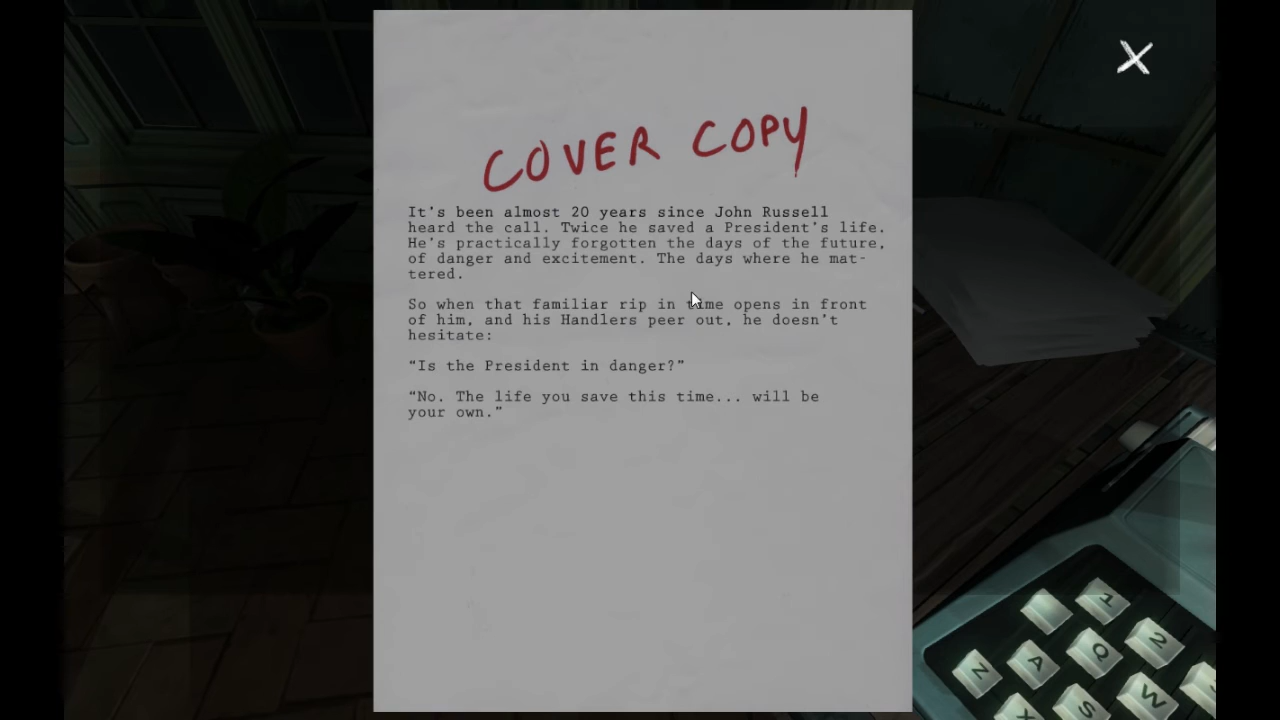 COVER COPY
It's been almost 20 years since John Russell
heard the call. Twice he saved a President's life.
He's practically forgotten the days of the future,
of danger and excitement. The days where he mat-
tered.
So when that familiar rip in time opens in front
of him, and his Handlers peer out, he doesn't
hesitate:
“Is the President in danger?”
“No. The life you save this time... will be
your own.”
1
2
Q
A
Z
W
S
X